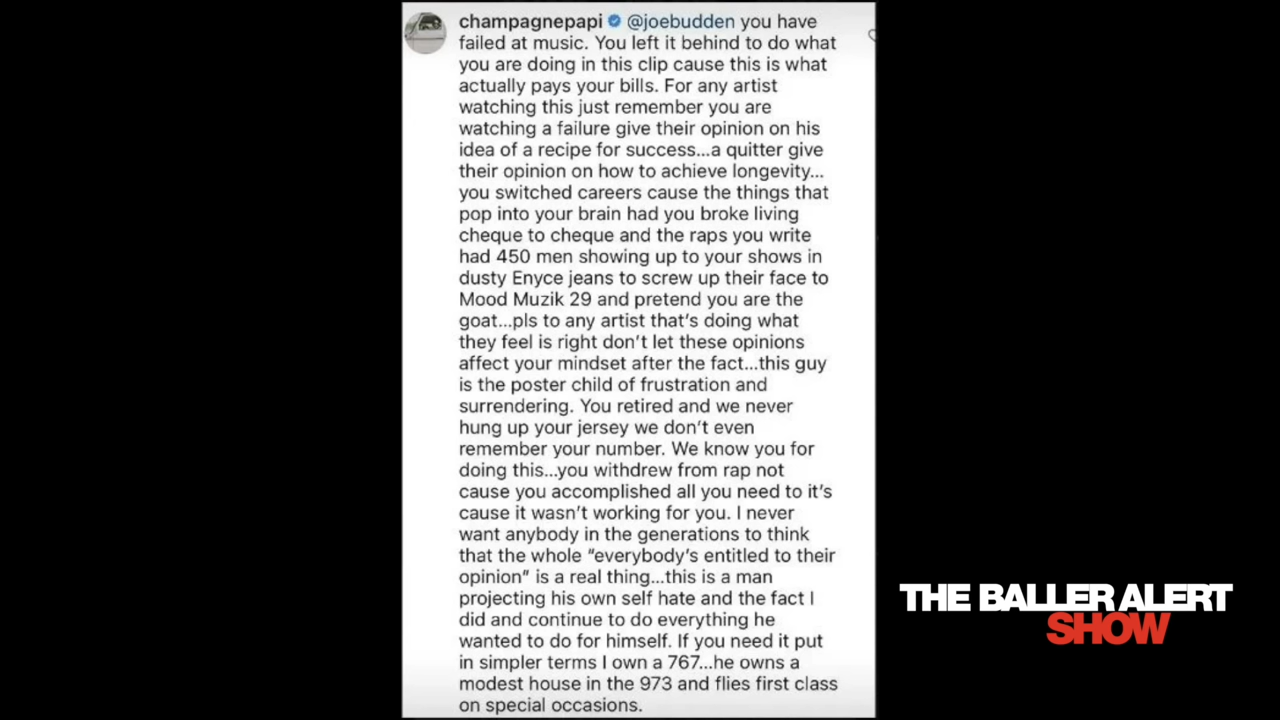 champagnepapi @joebudden you have
failed at music. You left it behind to do what
you are doing in this clip cause this is what
actually pays your bills. For any artist
watching this just remember you are
watching a failure give their opinion on his
idea of a recipe for success...a quitter give
their opinion on how to achieve longevity...
you switched careers cause the things that
pop into your brain had you broke living
cheque to cheque and the raps you write
had 450 men showing up to your shows in
dusty Enyce jeans to screw up their face to
Mood Muzik 29 and pretend you are the
goat...pls to any artist that's doing what
they feel is right don't let these opinions
affect your mindset after the fact...this guy
is the poster child of frustration and
surrendering. You retired and we never
hung up your jersey we don't even
remember your number. We know you for
doing this...you withdrew from rap not
cause you accomplished all you need to it's
cause it wasn't working for you. I never
want anybody in the generations to think
that the whole "everybody's entitled to their
opinion" is a real thing...this is a man
projecting his own self hate and the fact I
did and continue to do everything he
wanted to do for himself. If you need it put
in simpler terms I own a 767...he owns a
modest house in the 973 and flies first class
on special occasions.
THE BALLER ALERT
SHOW